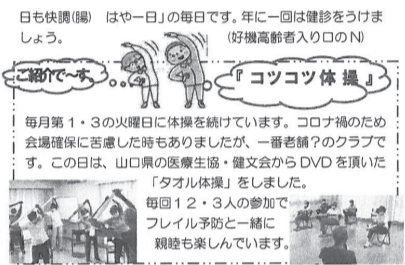 日も快調(腸)　はや一日」の毎日です。年に一回は健診をうけま
しょう。　　　　　　　　(好機高齢者入り口のN)
ご紹介で～す
『コツコツ体操』
毎月第1・3の火曜日に体操を続けています。コロナ禍のため
会場確保に苦慮した時もありましたが、一番老舗?のクラブで
す。この日は、山口県の医療生協・健文会からDVDを頂いた
「タオル体操」をしました。
毎回12・3人の参加で
フレイル予防と一緒に
親睦も楽しんでいます。